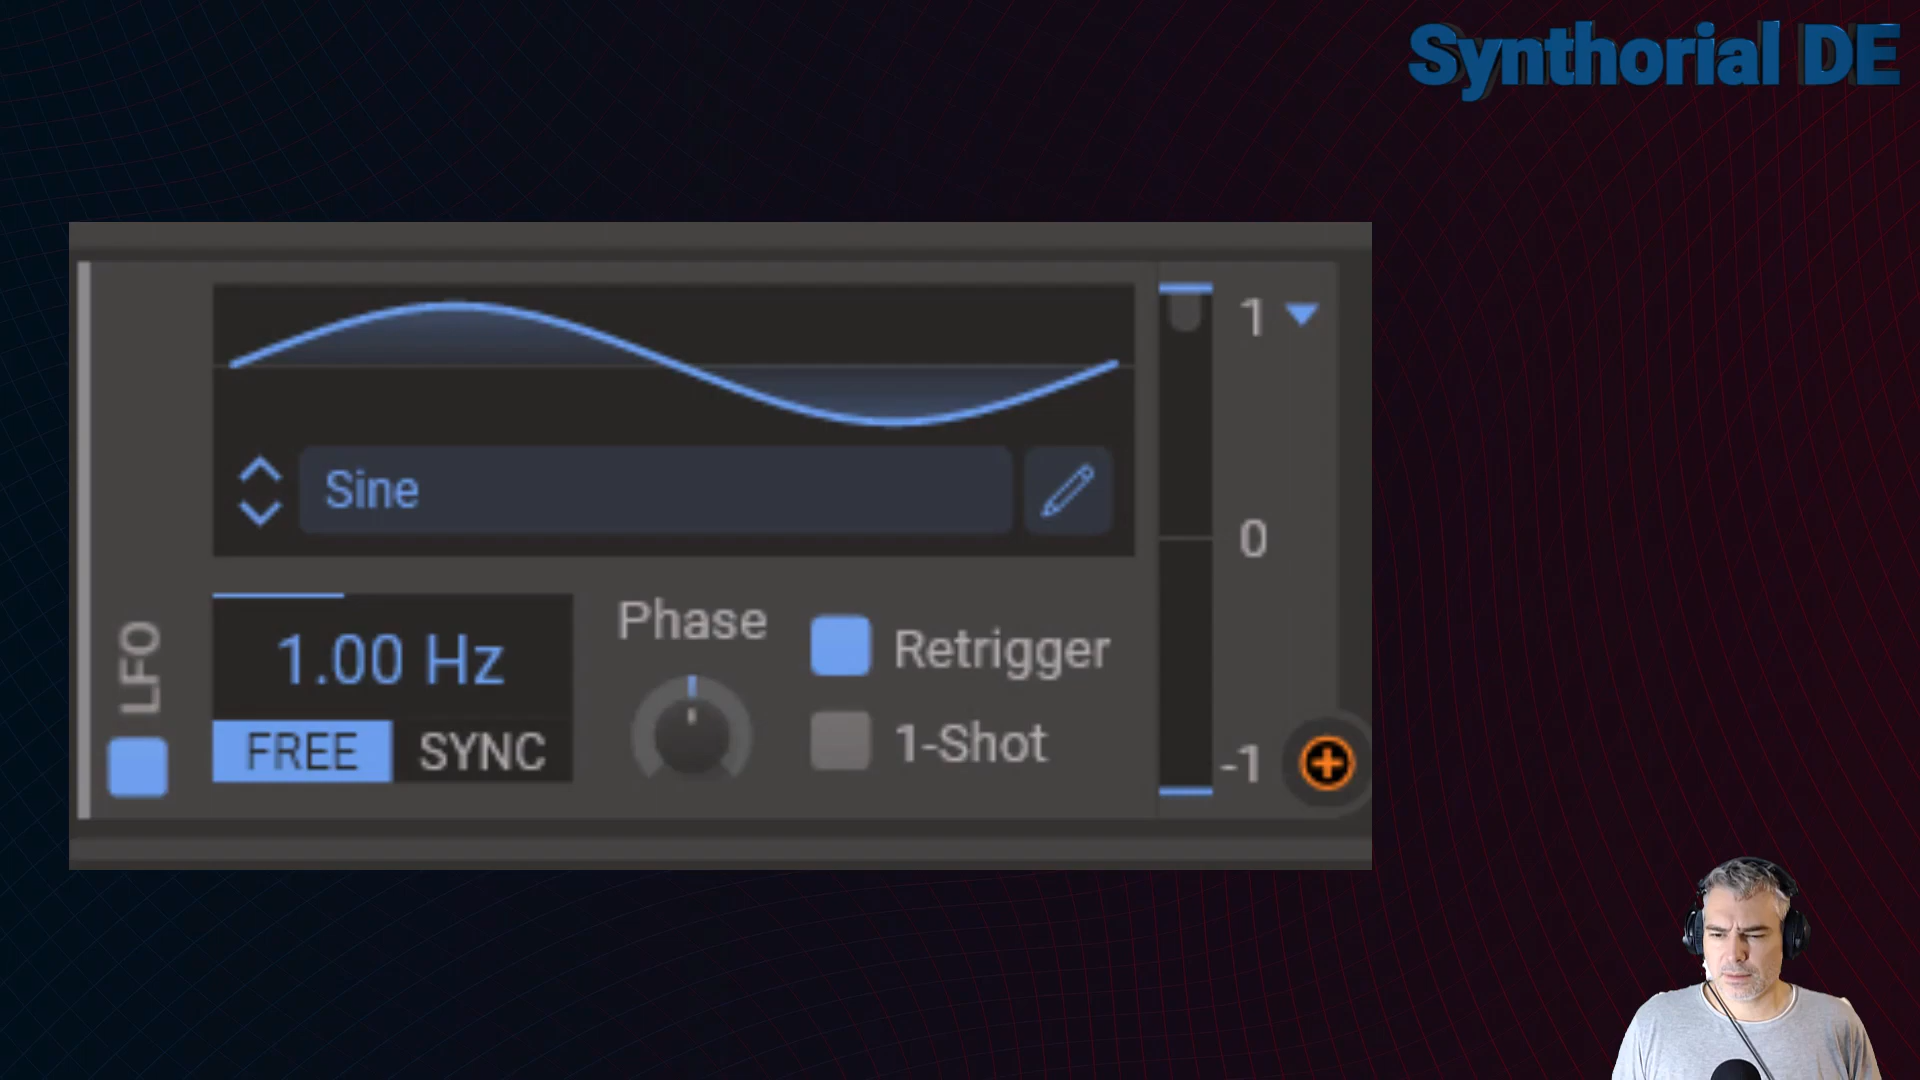 Synthorial DE
1
Sine
0
LFO
1.00 Hz
Phase
Retrigger
FREE
SYNC
1-Shot
-1